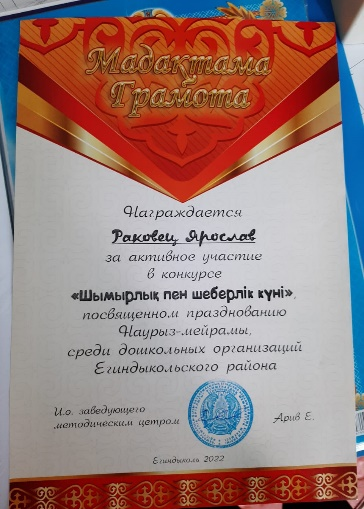 Мадақтама
Грамота
Награждается
Раковец Ярослав
за активное участие
в конкурсе
«Шымырлық пен шеберлік күні»,
посвященном празднованию
Наурыз-мейрамы,
среди дошкольных организаций
Егиндыкольского района
И.о. заведующего
методическим цетром
Арив Е.
Егиндыколь 2022